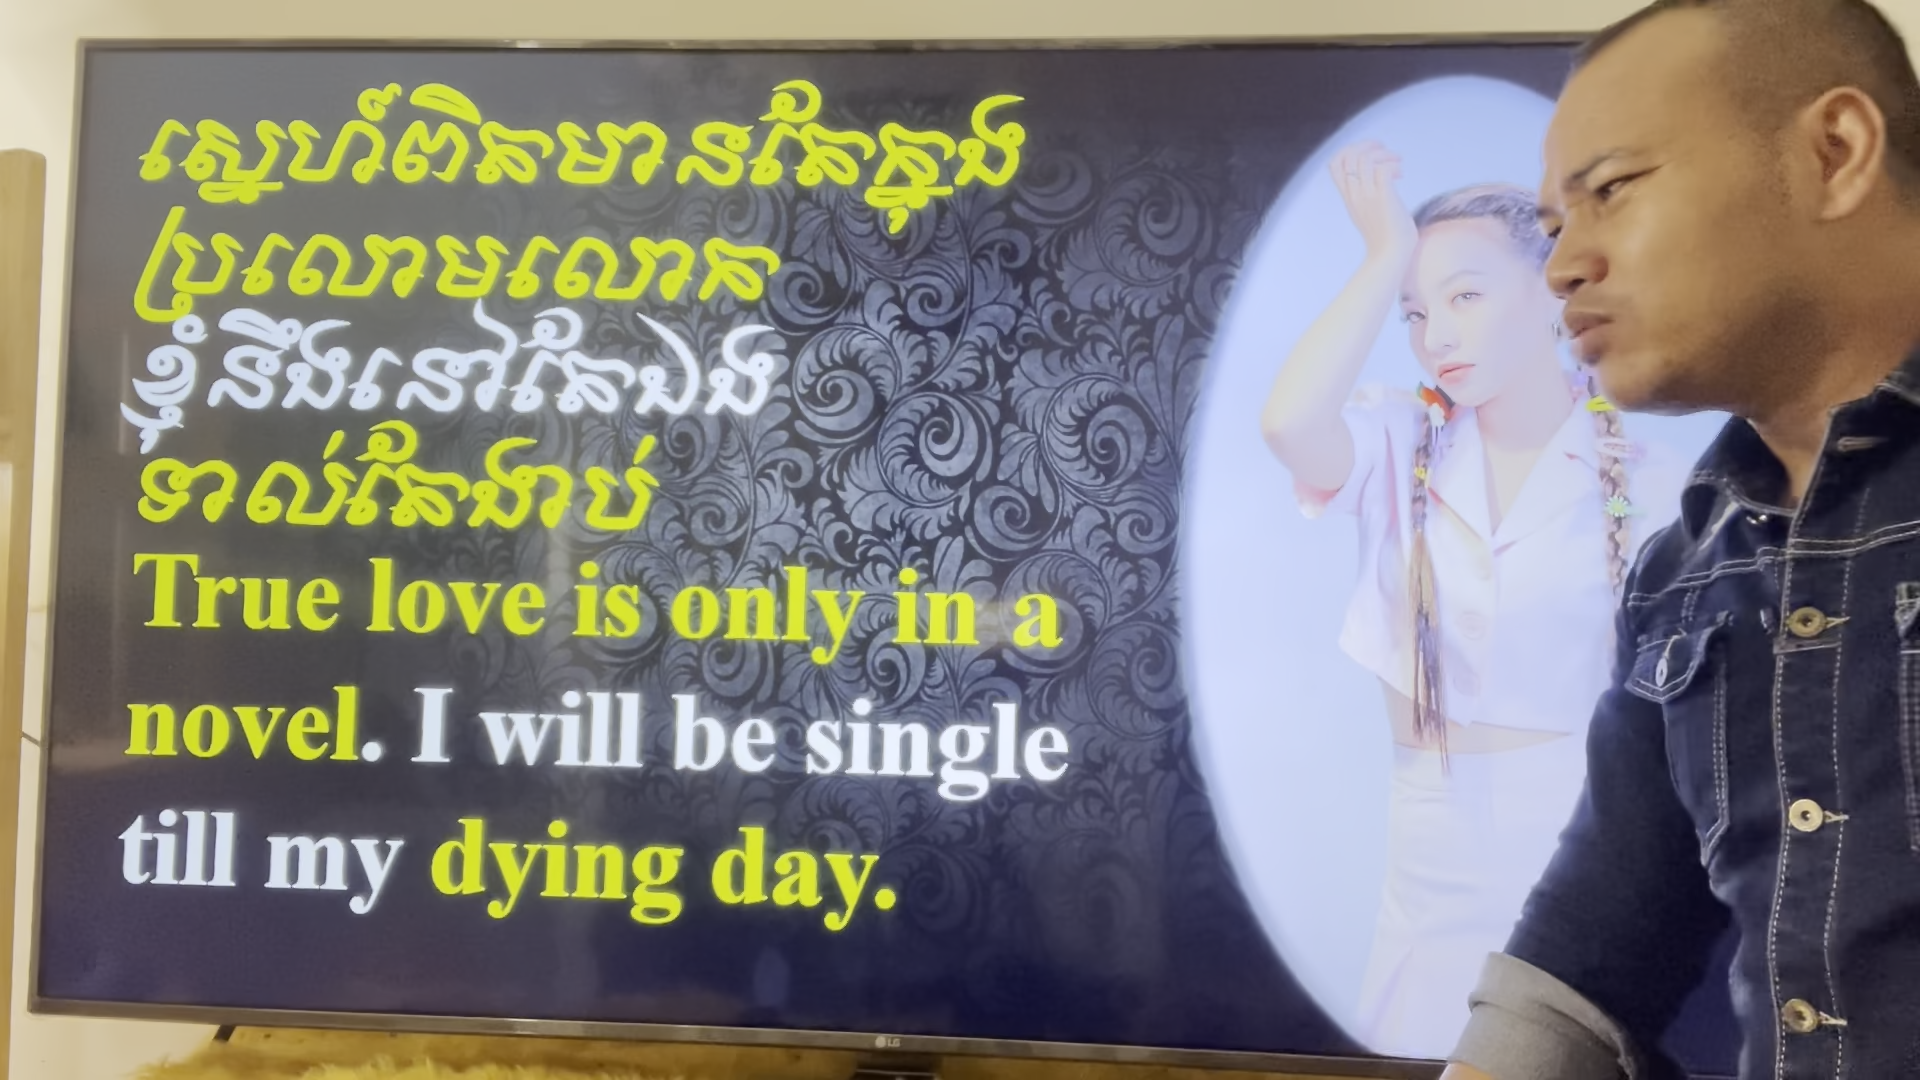 ស្នេហ៍ពិតមានតែក្នុង
ប្រលោមលោក
ខ្ញុំនឹងនៅតែឯង
ទាល់តែងាប់
True love is only in a
novel. I will be single
till my dying day.
LG